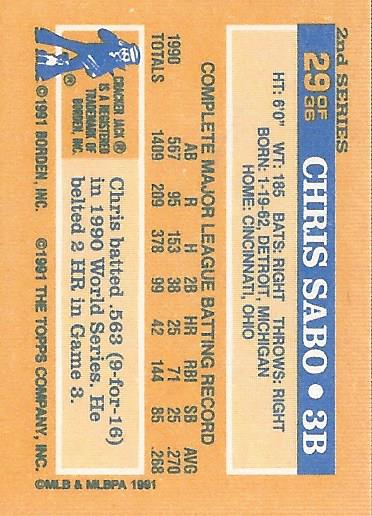 2nd SERIES
29 OF 36
CHRIS SABO • 3B
HT: 6'0" WT: 185 BATS: RIGHT THROWS: RIGHT
BORN: 1-19-62, DETROIT, MICHIGAN
HOME: CINCINNATI, OHIO
COMPLETE MAJOR LEAGUE BATTING RECORD
AB R H 2B HR RBI SB AVG
1990 567 95 153 38 25 71 25 .270
TOTALS 1409 209 378 99 42 144 85 .268
CRACKER JACK®
IS A REGISTERED
TRADEMARK OF
BORDEN, INC.
®
Chris batted .563 (9-for-16)
in 1990 World Series. He
belted 2 HR in Game 3.
©1991 BORDEN, INC. ©1991 THE TOPPS COMPANY, INC.
©MLB & MLBPA 1991